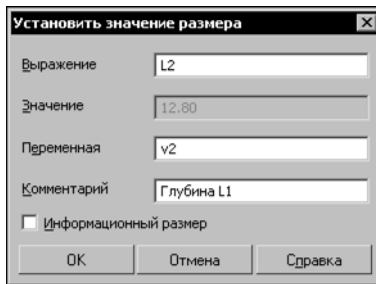 Установить значение размера
Выражение L2
Значение 12.80
Переменная v2
Комментарий Глубина L1
Информационный размер
OK Отмена Справка